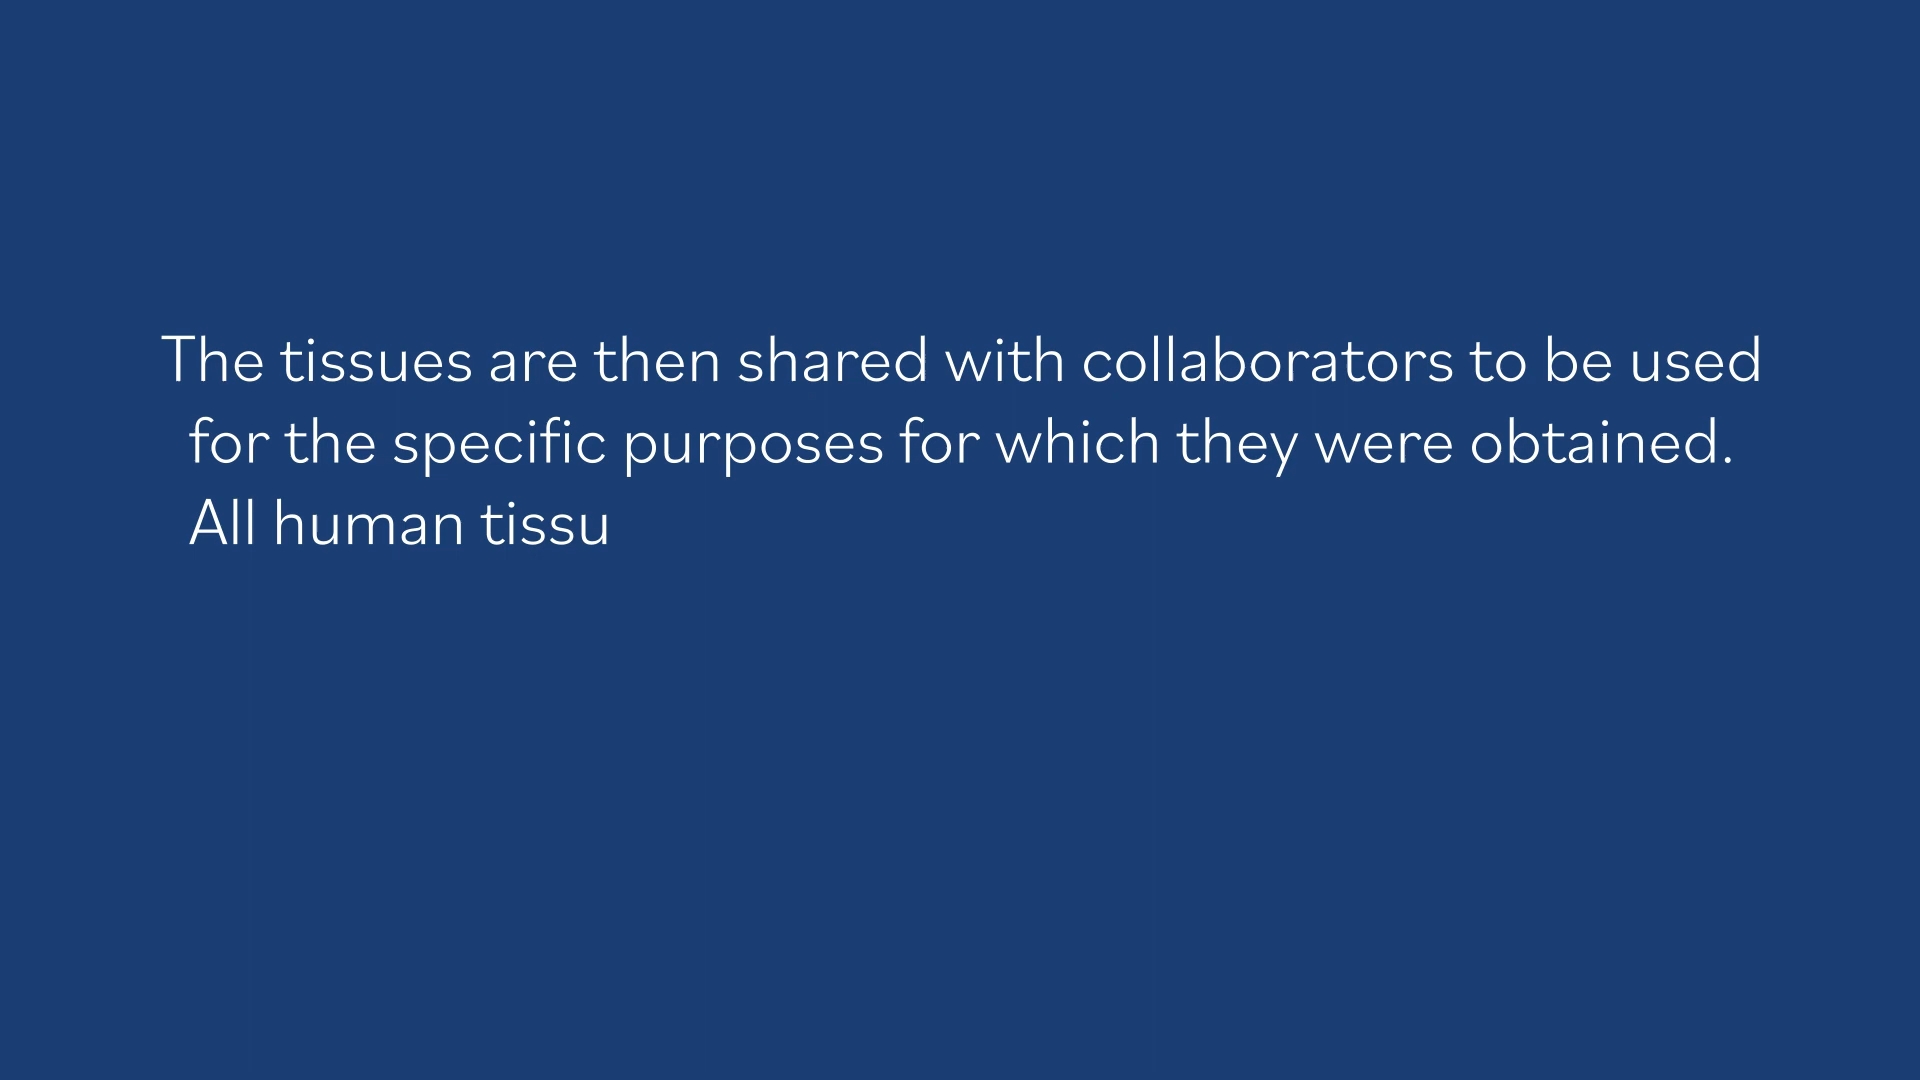 The tissues are then shared with collaborators to be used
for the specific purposes for which they were obtained.
All human tissu